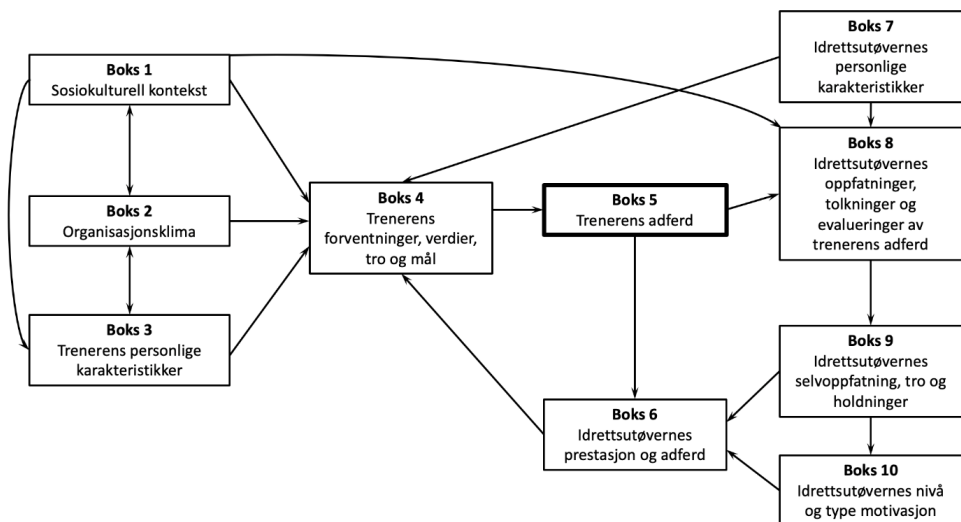 Boks 1
Sosiokulturell kontekst
Boks 2
Organisasjonsklima
Boks 3
Trenerens personlige
karakteristikker
Boks 4
Trenerens
forventninger, verdier,
tro og mål
Boks 5
Trenerens adferd
Boks 6
Idrettsutøvernes
prestasjon og adferd
Boks 7
Idrettsutøvernes
personlige
karakteristikker
Boks 8
Idrettsutøvernes
oppfatninger,
tolkninger og
evalueringer av
trenerens adferd
Boks 9
Idrettsutøvernes
selvoppfatning, tro og
holdninger
Boks 10
Idrettsutøvernes nivå
og type motivasjon